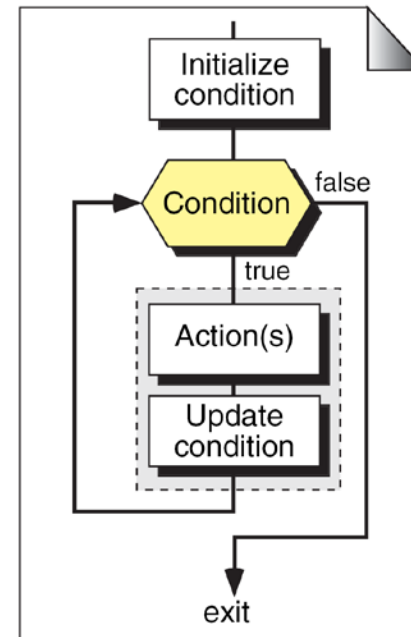 Initialize
condition
Condition
false
true
Action(s)
Update
condition
exit